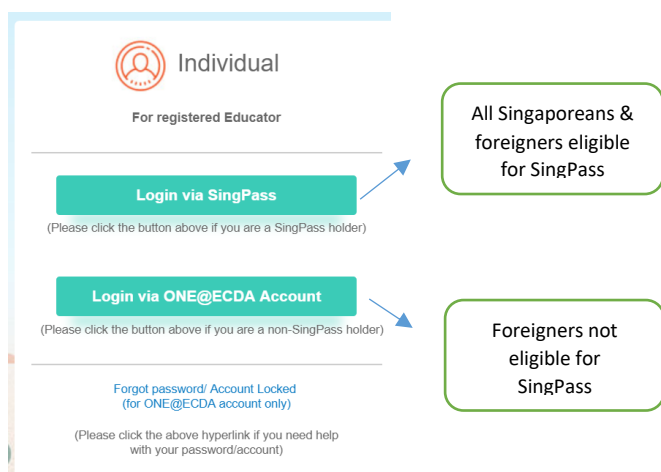 Individual
For registered Educator
Login via SingPass
(Please click the button above if you are a SingPass holder)
Login via ONE@ECDA Account
(Please click the button above if you are a non-SingPass holder)
Forgot password/ Account Locked
(for ONE@ECDA account only)
(Please click the above hyperlink if you need help
with your password/account)
All Singaporeans &
foreigners eligible
for SingPass
Foreigners not
eligible for
SingPass